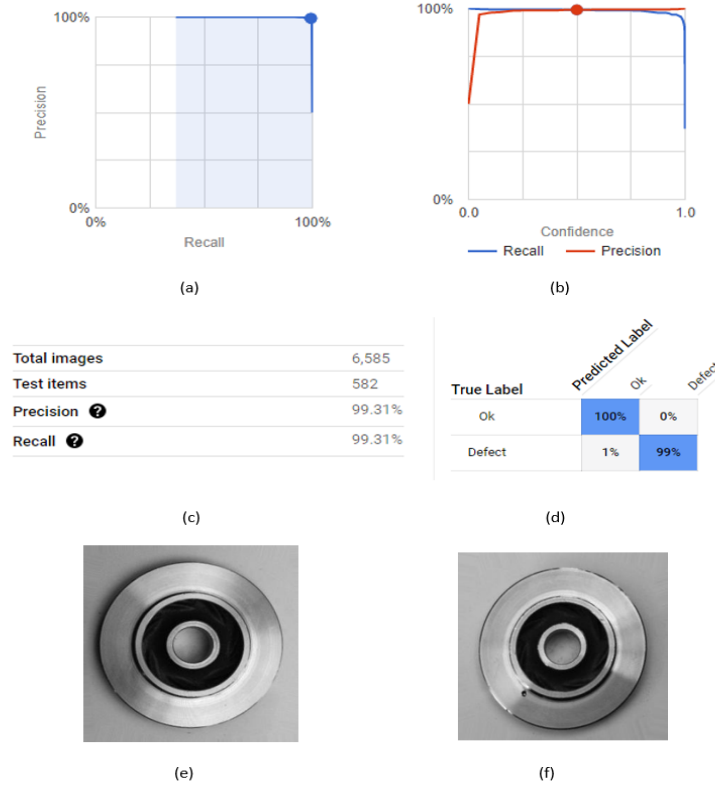 100%
Precision
0%
0%
100%
Recall
(a)
100%
0%
0.0
1.0
Confidence
Recall
Precision
(b)
Total images 6,585
Test items 582
Precision ? 99.31%
Recall ? 99.31%
(c)
Predicted Label
True Label
Ok
Defect
Ok 100% 0%
Defect 1% 99%
(d)
(e)
(f)